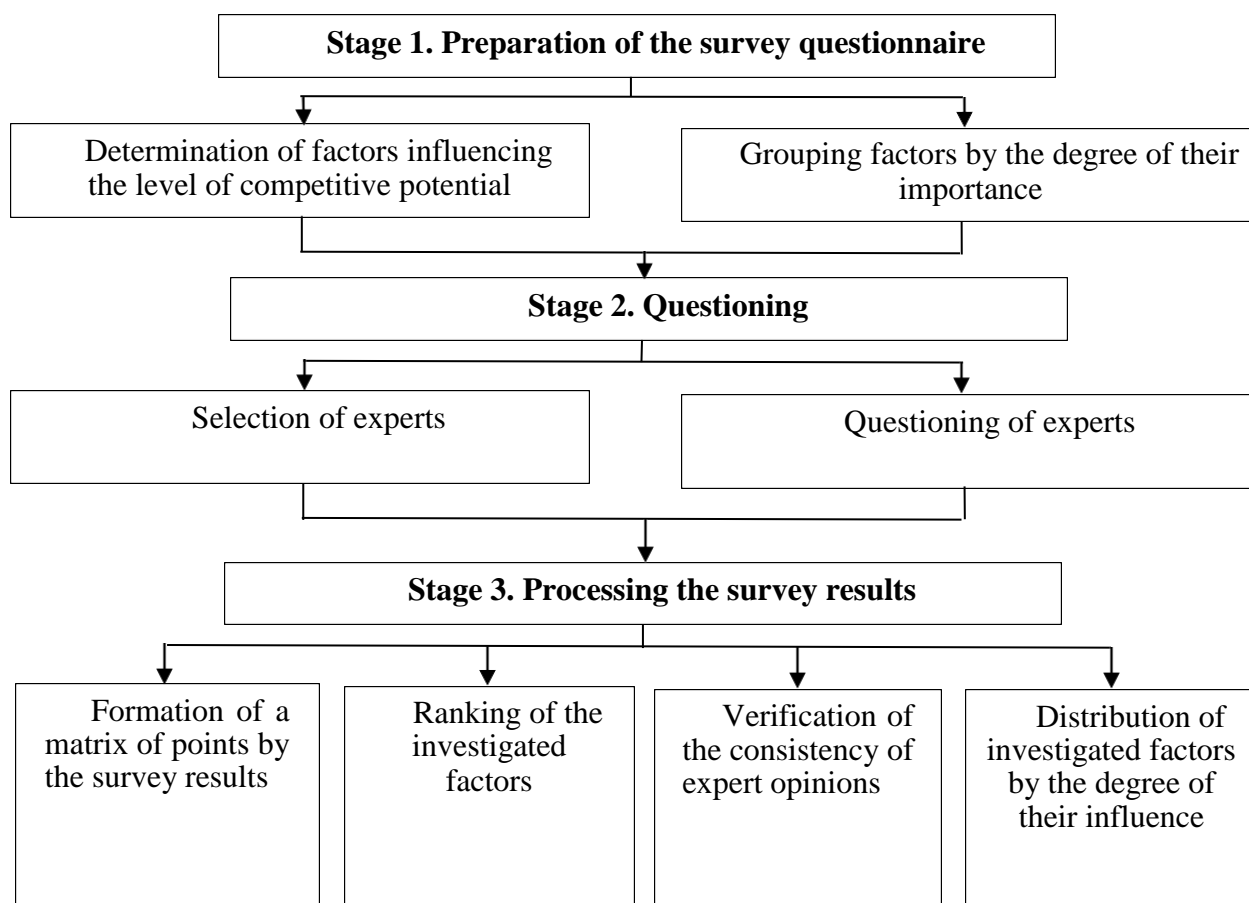 Stage 1. Preparation of the survey questionnaire
Determination of factors influencing
the level of competitive potential
Grouping factors by the degree of their
importance
Stage 2. Questioning
Selection of experts
Questioning of experts
Stage 3. Processing the survey results
Formation of a
matrix of points by
the survey results
Ranking of the
investigated
factors
Verification of
the consistency of
expert opinions
Distribution of
investigated factors
by the degree of
their influence